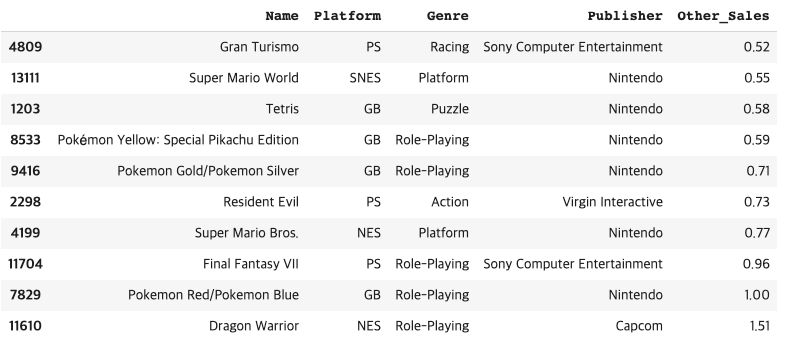 Name Platform Genre Publisher Other_Sales
4809 Gran Turismo PS Racing Sony Computer Entertainment 0.52
13111 Super Mario World SNES Platform Nintendo 0.55
1203 Tetris GB Puzzle Nintendo 0.58
8533 Pokémon Yellow: Special Pikachu Edition GB Role-Playing Nintendo 0.59
9416 Pokemon Gold/Pokemon Silver GB Role-Playing Nintendo 0.71
2298 Resident Evil PS Action Virgin Interactive 0.73
4199 Super Mario Bros. NES Platform Nintendo 0.77
11704 Final Fantasy VII PS Role-Playing Sony Computer Entertainment 0.96
7829 Pokemon Red/Pokemon Blue GB Role-Playing Nintendo 1.00
11610 Dragon Warrior NES Role-Playing Capcom 1.51